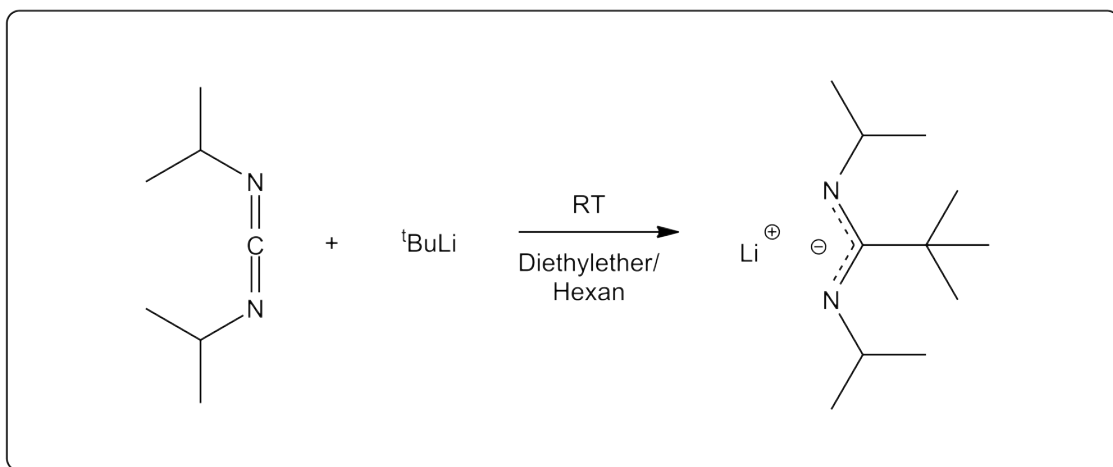 N
C
N
+
ᵗBuLi
RT
Diethylether/
Hexan
Li ⊕
⊖
N
N